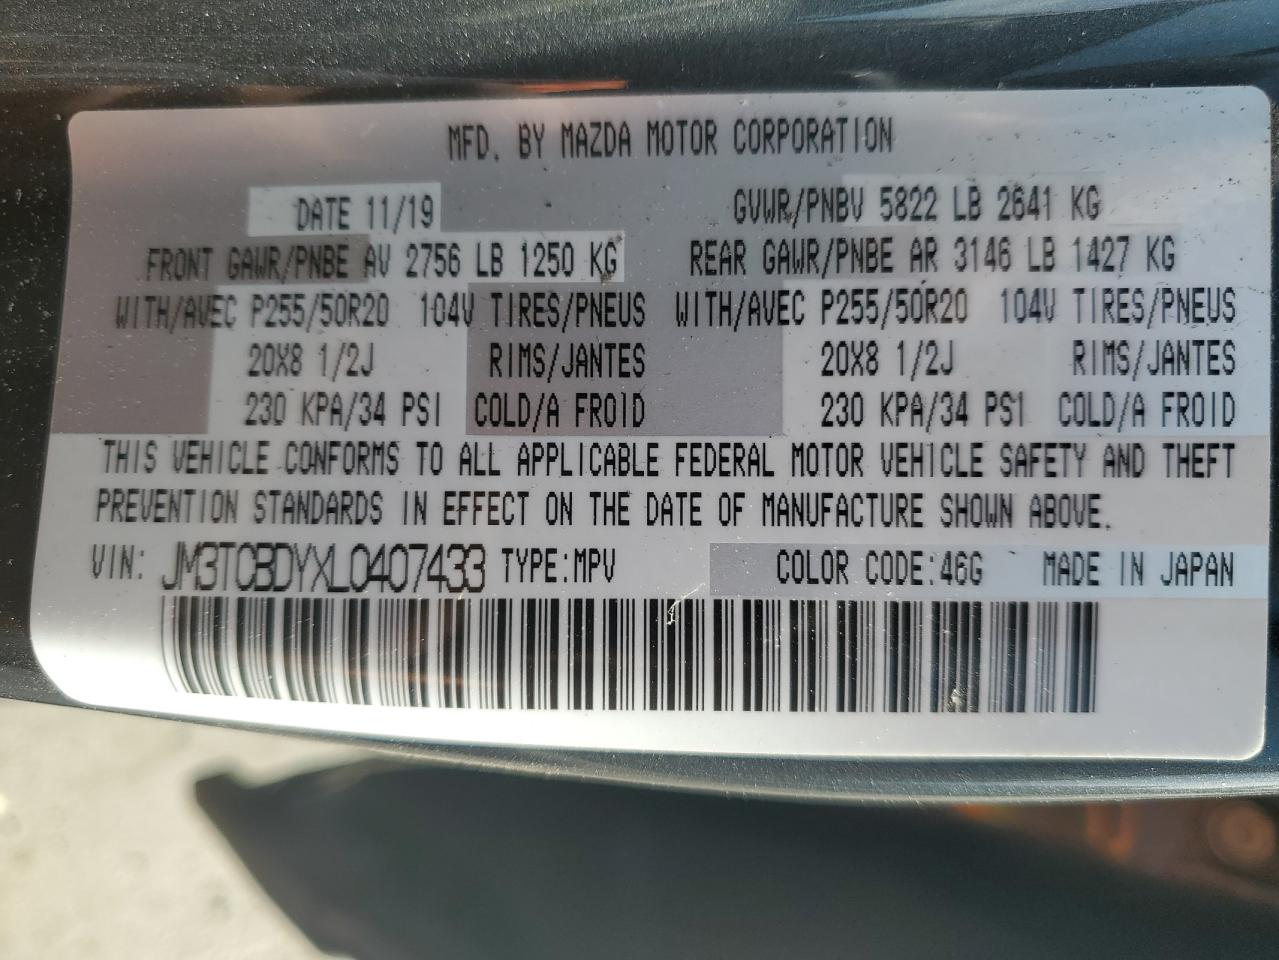 MFD. BY MAZDA MOTOR CORPORATION
DATE 11/19 GVWR/PNBV 5822 LB 2641 KG
FRONT GAWR/PNBE AV 2756 LB 1250 KG REAR GAWR/PNBE AR 3146 LB 1427 KG
WITH/AVEC P255/50R20 104V TIRES/PNEUS WITH/AVEC P255/50R20 104V TIRES/PNEUS
20X8 1/2J RIMS/JANTES 20X8 1/2J RIMS/JANTES
230 KPA/34 PSI COLD/A FROID 230 KPA/34 PSI COLD/A FROID
THIS VEHICLE CONFORMS TO ALL APPLICABLE FEDERAL MOTOR VEHICLE SAFETY AND THEFT
PREVENTION STANDARDS IN EFFECT ON THE DATE OF MANUFACTURE SHOWN ABOVE.
VIN: JM3TCBDYXL0407433 TYPE:MPV COLOR CODE:46G MADE IN JAPAN